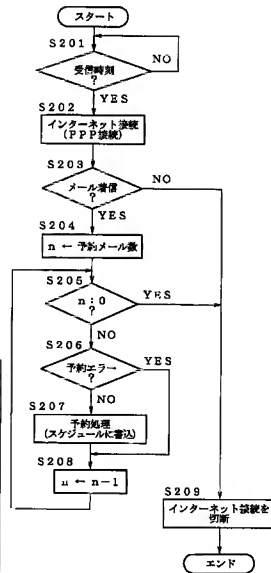 スタート
S201
受信時刻
?
NO
YES
S202
インターネット接続
(PPP接続)
S203
メール着信
?
NO
YES
S204
n ← 予約メール数
S205
n:0
?
YES
NO
S206
予約エラー
?
YES
NO
S207
予約処理
(スケジュールに書込)
S208
n ← n-1
S209
インターネット接続を
切断
エンド